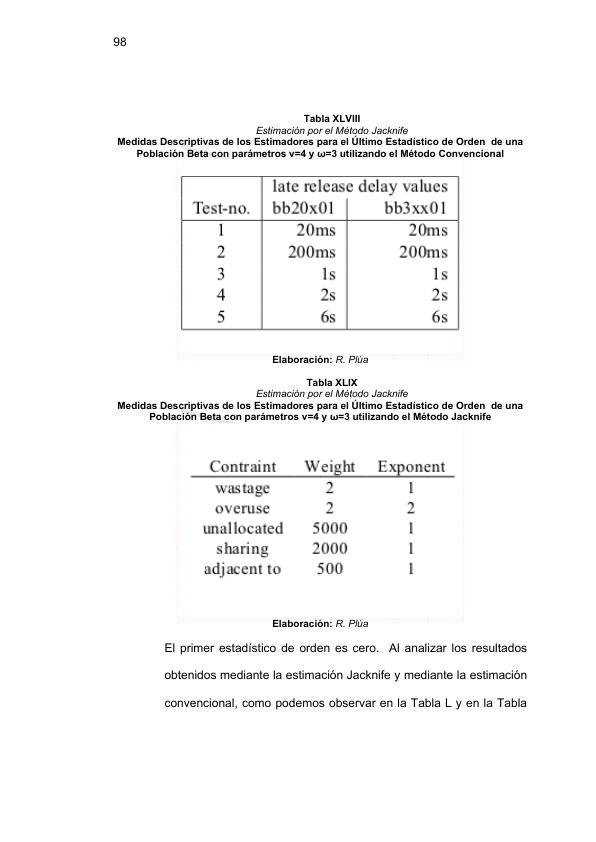 98
Tabla XLVIII
Estimación por el Método Jacknife
Medidas Descriptivas de los Estimadores para el Último Estadístico de Orden de una
Población Beta con parámetros v=4 y ω=3 utilizando el Método Convencional
late release delay values
Test-no. bb20x01 bb3xx01
1 20ms 20ms
2 200ms 200ms
3 1s 1s
4 2s 2s
5 6s 6s
Elaboración: R. Plúa
Tabla XLIX
Estimación por el Método Jacknife
Medidas Descriptivas de los Estimadores para el Último Estadístico de Orden de una
Población Beta con parámetros v=4 y ω=3 utilizando el Método Jacknife
Contraint Weight Exponent
wastage 2 1
overuse 2 2
unallocated 5000 1
sharing 2000 1
adjacent to 500 1
Elaboración: R. Plúa
El primer estadístico de orden es cero. Al analizar los resultados
obtenidos mediante la estimación Jacknife y mediante la estimación
convencional, como podemos observar en la Tabla L y en la Tabla